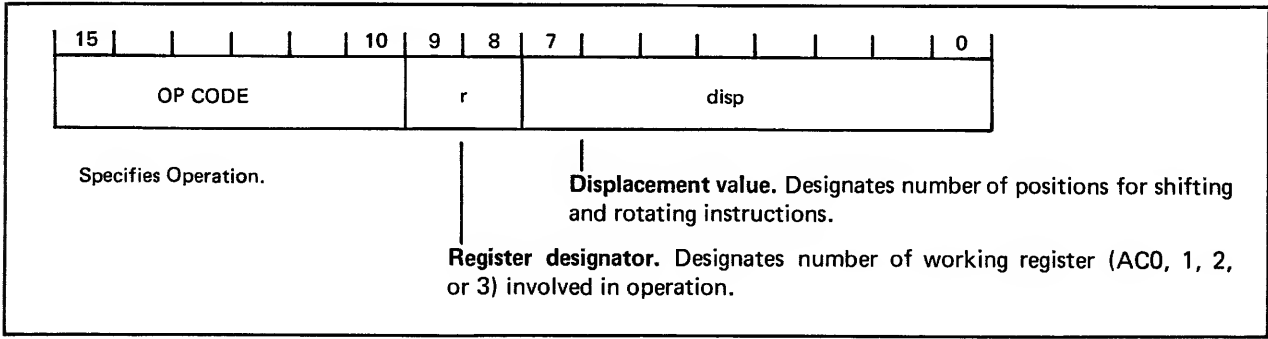 15 10 9 8 7 0
OP CODE r disp
Specifies Operation.
Displacement value. Designates number of positions for shifting
and rotating instructions.
Register designator. Designates number of working register (AC0, 1, 2,
or 3) involved in operation.